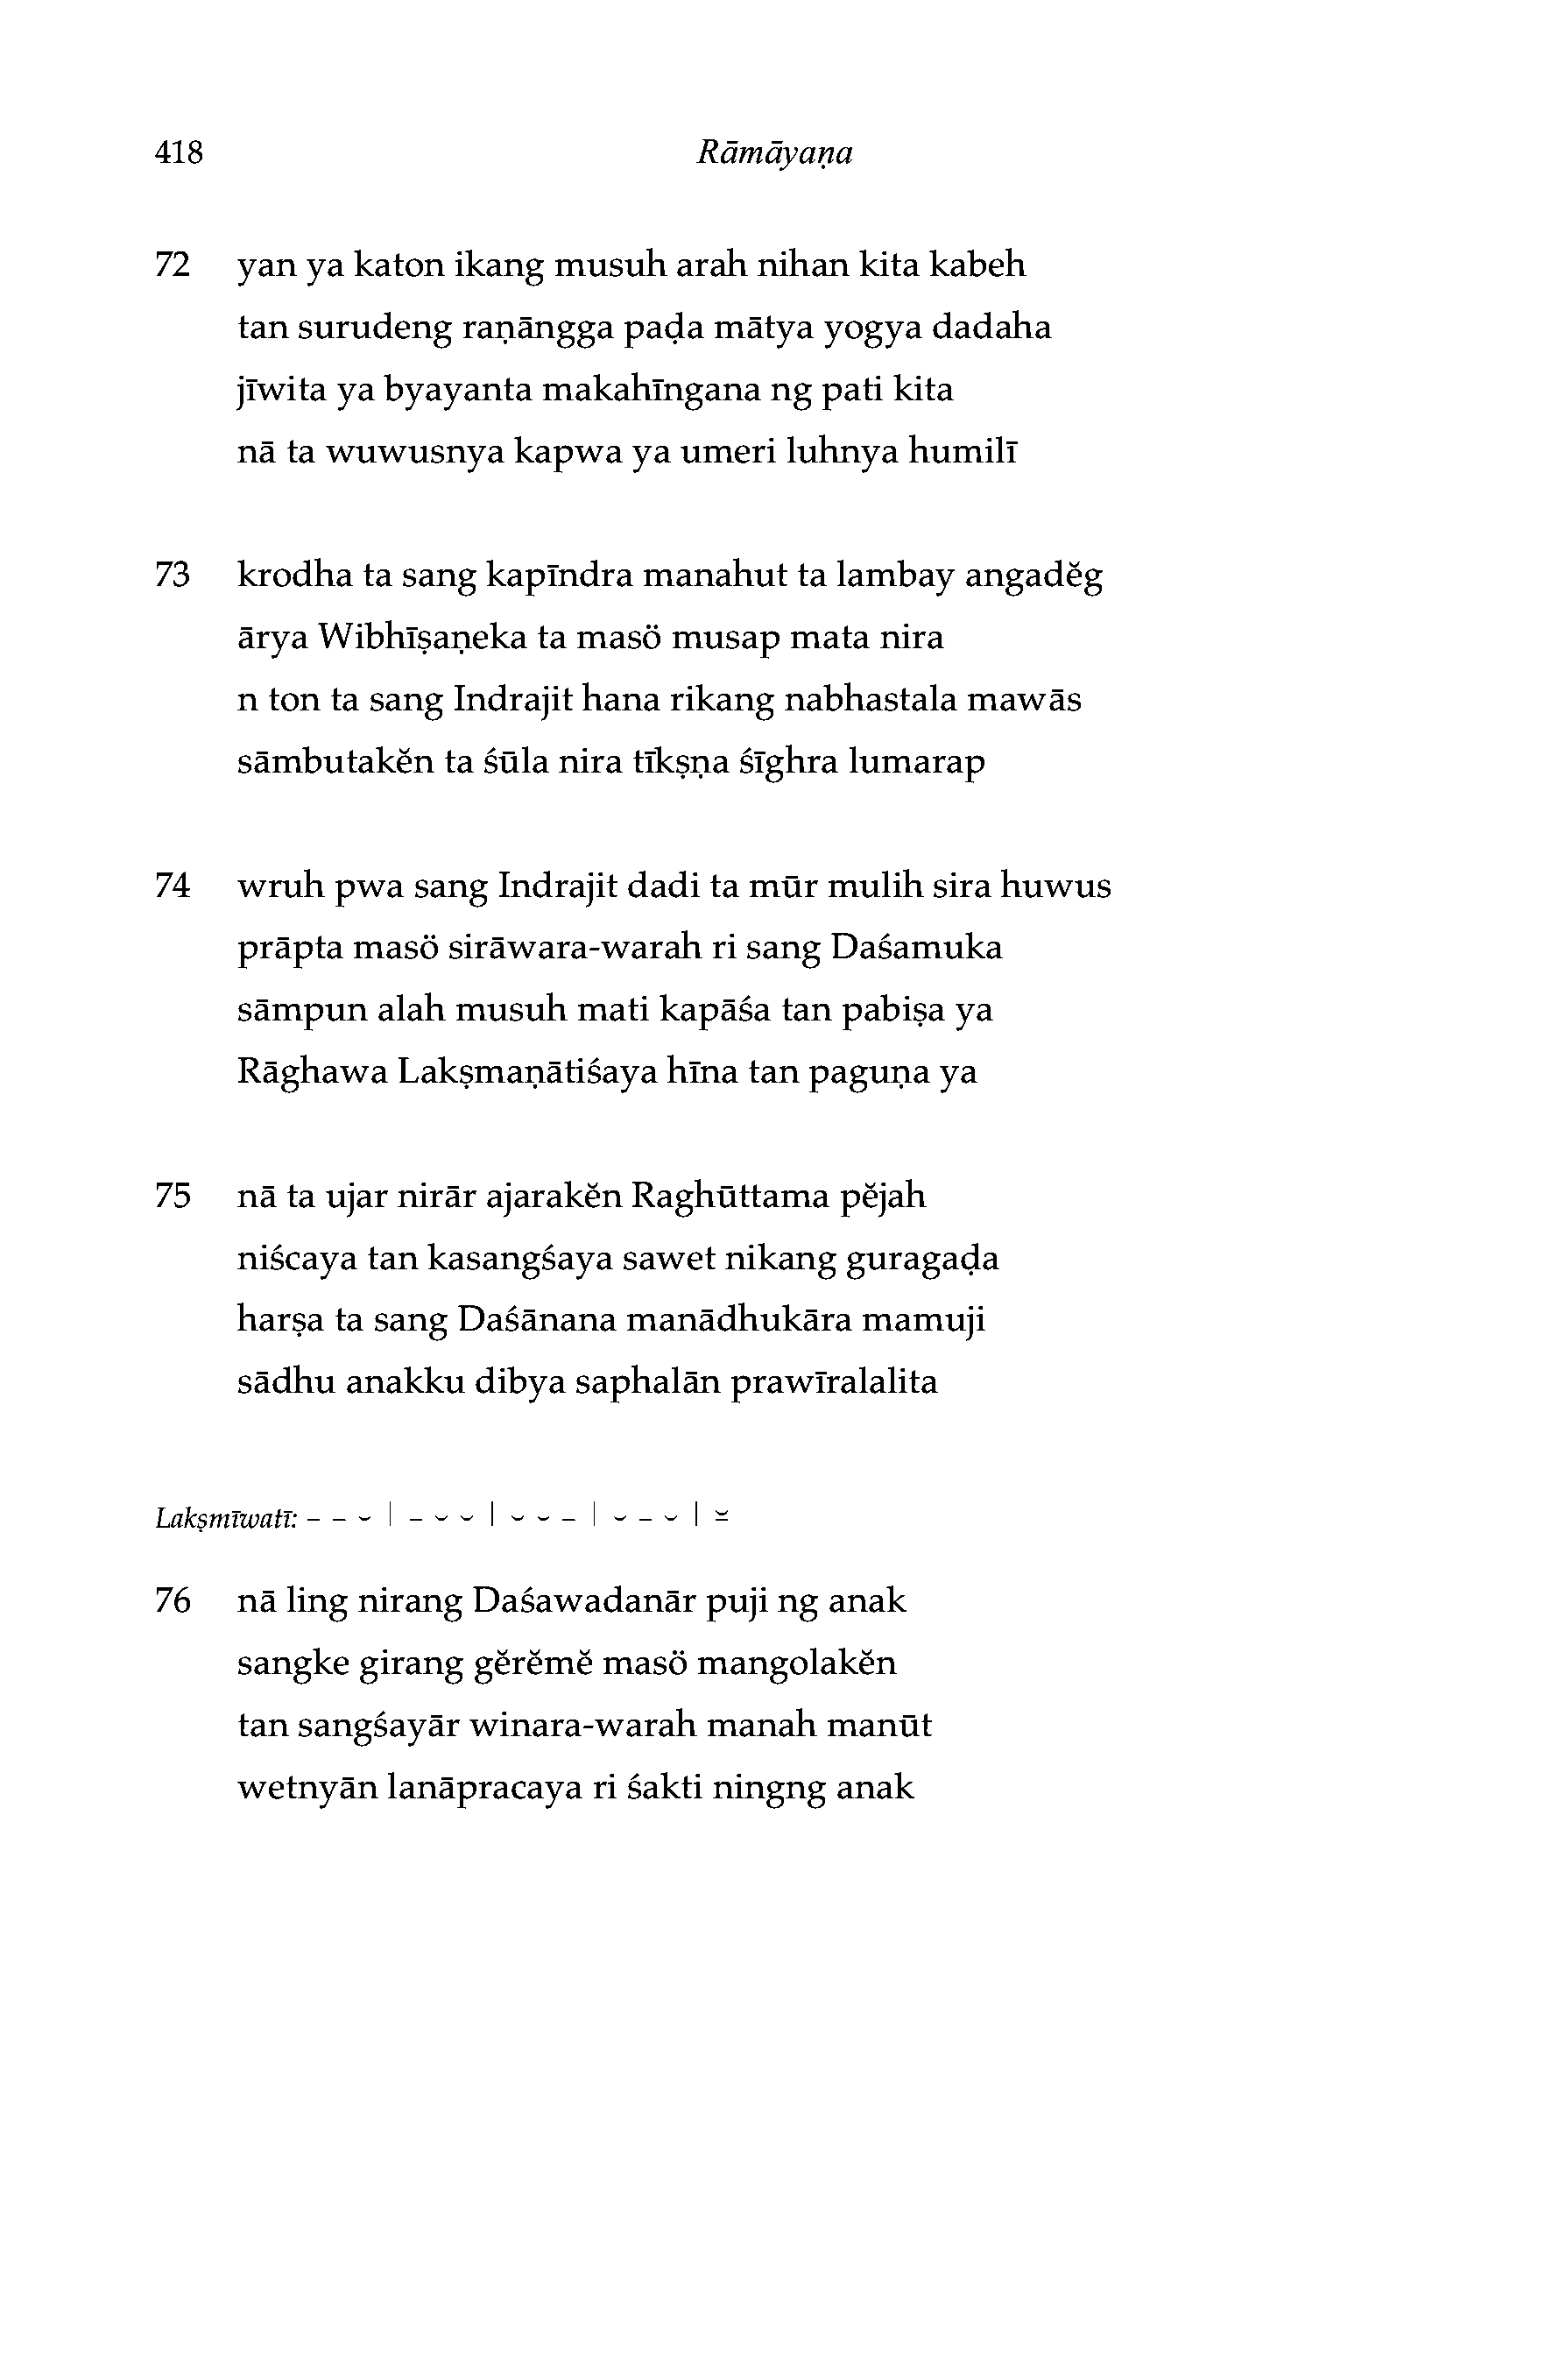 418 Rāmāyaṇa
72 yan ya katon ikang musuh arah nihan kita kabeh
tan surudeng raṇāngga paḍa mātya yogya dadaha
jīwita ya byayanta makahīngana ng pati kita
nā ta wuwusnya kapwa ya umeri luhnya humilī
73 krodha ta sang kapīndra manahut ta lambay angadĕg
ārya Wibhīṣaṇeka ta masö musap mata nira
n ton ta sang Indrajit hana rikang nabhastala mawās
sāmbutakĕn ta śūla nira tīkṣṇa śīghra lumarap
74 wruh pwa sang Indrajit dadi ta mūr mulih sira huwus
prāpta masö sirāwara-warah ri sang Daśamuka
sāmpun alah musuh mati kapāśa tan pabiṣa ya
Rāghawa Lakṣmaṇātiśaya hīna tan paguṇa ya
75 nā ta ujar nirār ajarakĕn Raghūttama pĕjah
niścaya tan kasangśaya sawet nikang guragaḍa
harṣa ta sang Daśānana manādhukāra mamuji
sādhu anakku dibya saphalān prawīralalita
Lakṣmīwatī: – – ⏑ | – ⏑ ⏑ | ⏑ ⏑ – | ⏑ – ⏑ | ⏓
76 nā ling nirang Daśawadanār puji ng anak
sangke girang gĕrĕmĕ masö mangolakĕn
tan sangśayār winara-warah manah manūt
wetnyān lanāpracaya ri śakti ningng anak